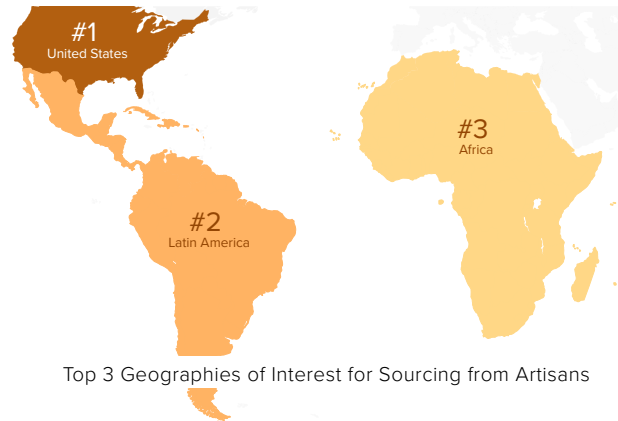 #1
United States
#2
Latin America
#3
Africa
Top 3 Geographies of Interest for Sourcing from Artisans